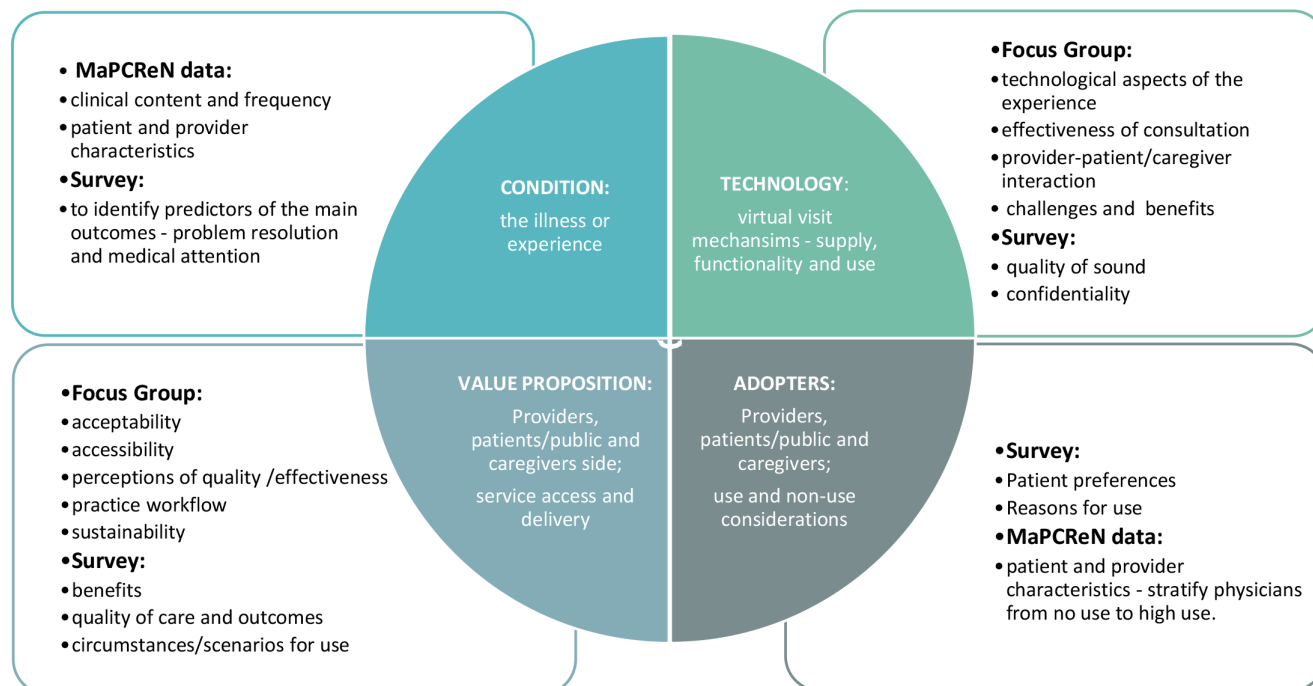 • MaPCReN data:
•clinical content and frequency
•patient and provider
characteristics
•Survey:
•to identify predictors of the main
outcomes - problem resolution
and medical attention
CONDITION:
the illness or
experience
TECHNOLOGY:
virtual visit
mechansims - supply,
functionality and use
•Focus Group:
•technological aspects of the
experience
•effectiveness of consultation
•provider-patient/caregiver
interaction
• challenges and  benefits
•Survey:
• quality of sound
• confidentiality
•Focus Group:
•acceptability
•accessibility
•perceptions of quality /effectiveness
•practice workflow
•sustainability
•Survey:
•benefits
•quality of care and outcomes
•circumstances/scenarios for use
VALUE PROPOSITION:
Providers,
patients/public and
caregivers side;
service access and
delivery
ADOPTERS:
Providers,
patients/public and
caregivers;
use and non-use
considerations
•Survey:
•Patient preferences
•Reasons for use
•MaPCReN data:
•patient and provider
characteristics - stratify physicians
from no use to high use.